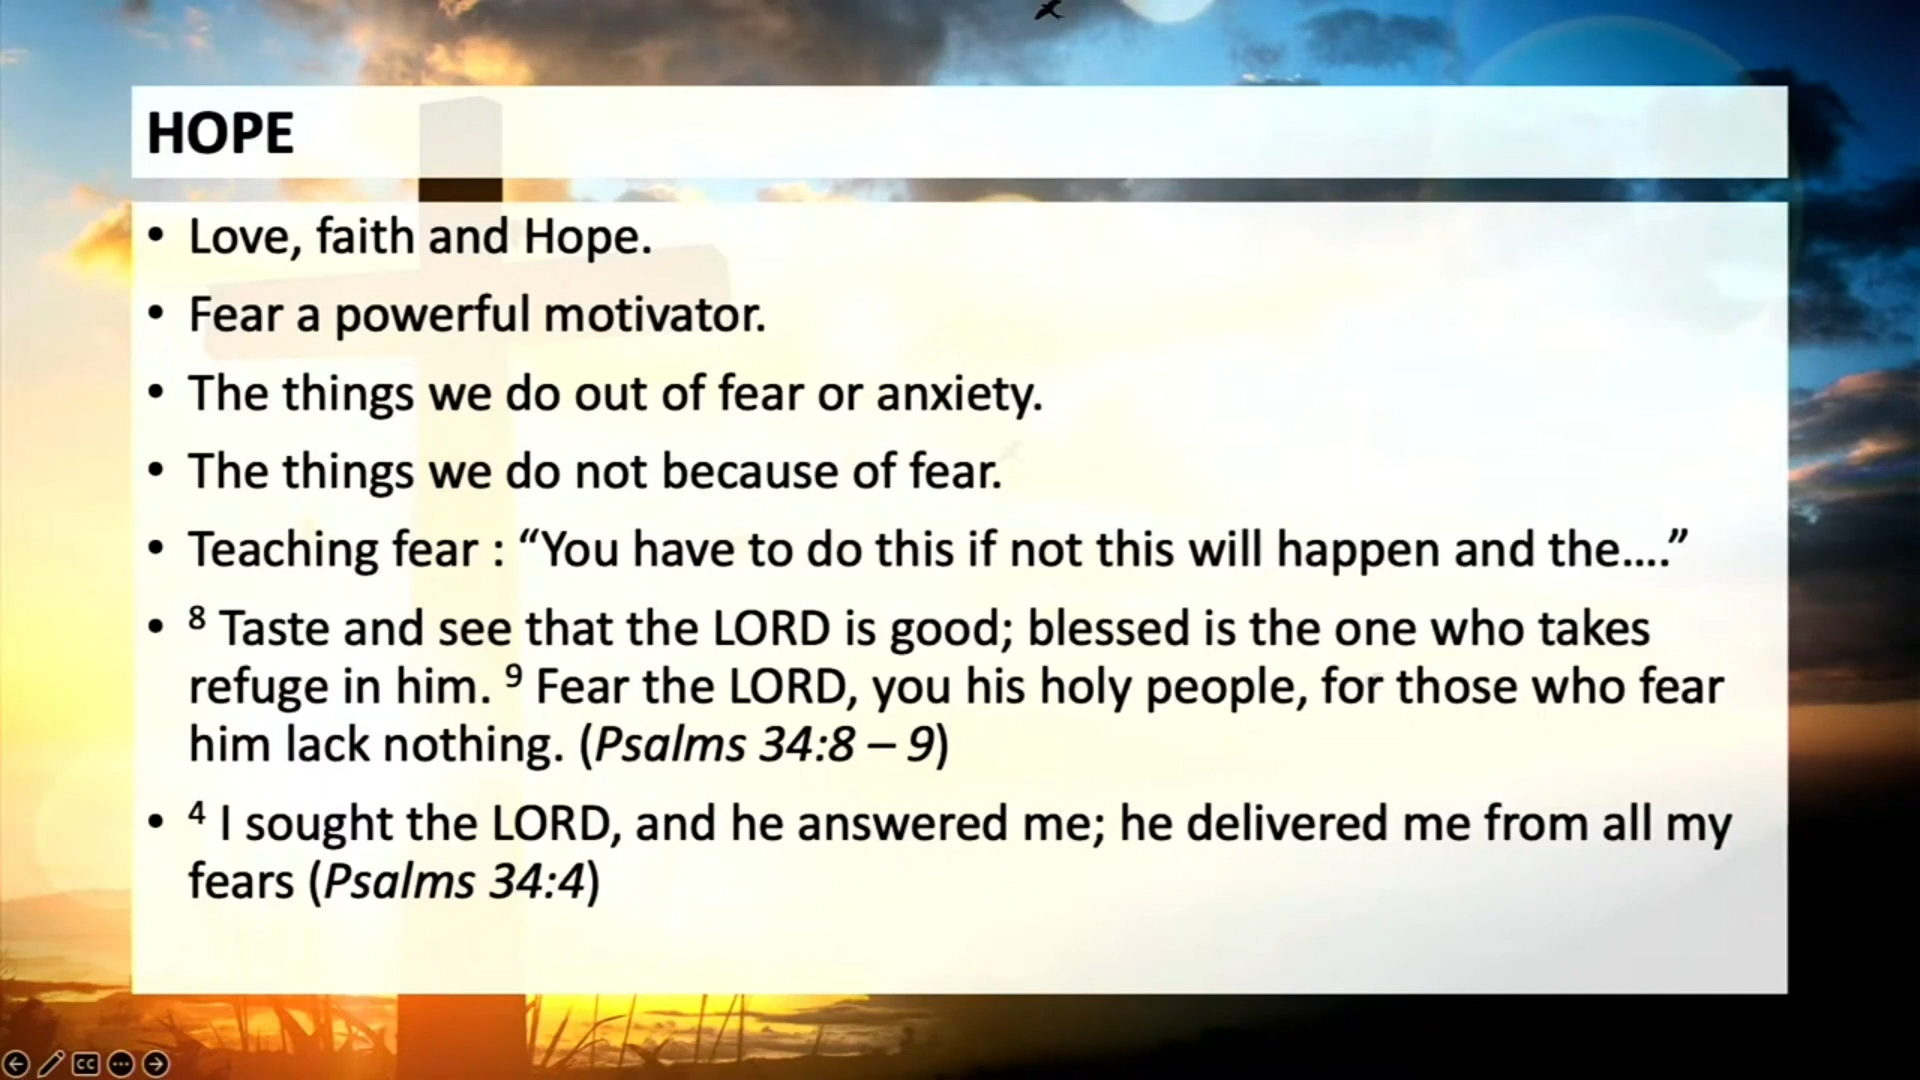 HOPE
• Love, faith and Hope.
• Fear a powerful motivator.
• The things we do out of fear or anxiety.
• The things we do not because of fear.
• Teaching fear : “You have to do this if not this will happen and the....”
• ⁸ Taste and see that the LORD is good; blessed is the one who takes
refuge in him. ⁹ Fear the LORD, you his holy people, for those who fear
him lack nothing. (Psalms 34:8 – 9)
• ⁴ I sought the LORD, and he answered me; he delivered me from all my
fears (Psalms 34:4)
CC